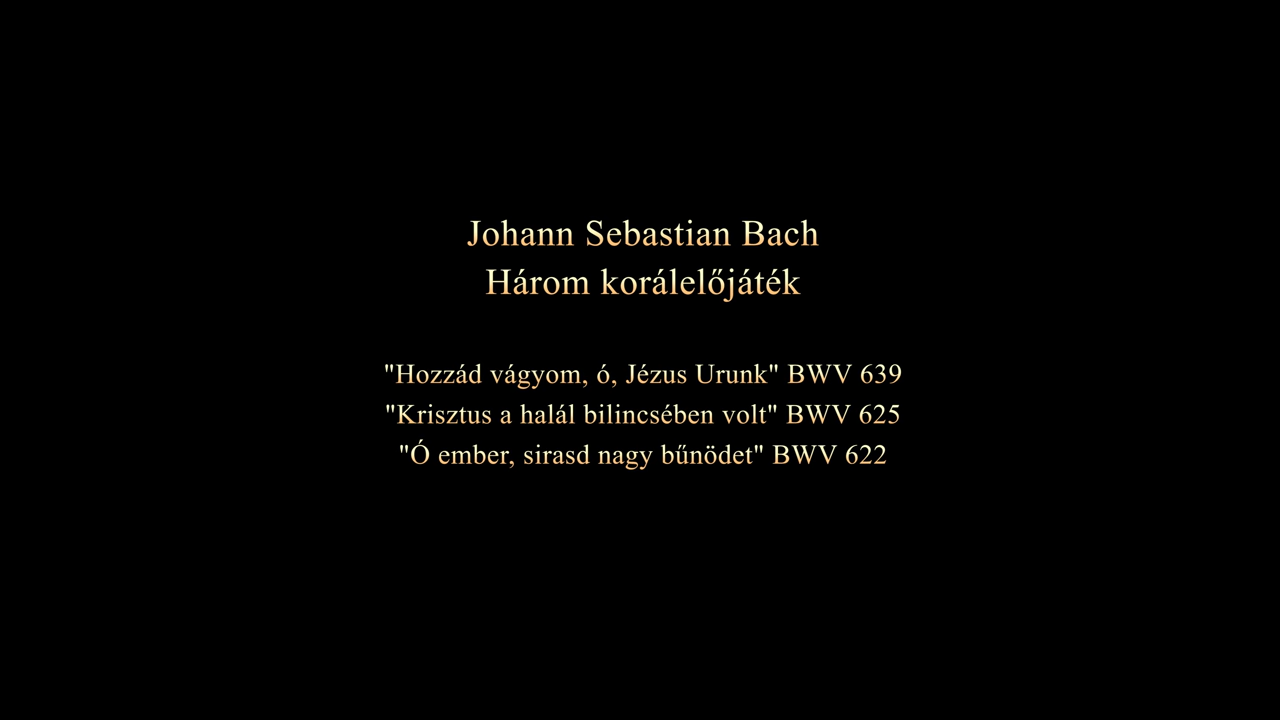 Johann Sebastian Bach
Három korálelőjáték
"Hozzád vágyom, ó, Jézus Urunk" BWV 639
"Krisztus a halál bilincsében volt" BWV 625
"Ó ember, sirasd nagy bűnödet" BWV 622